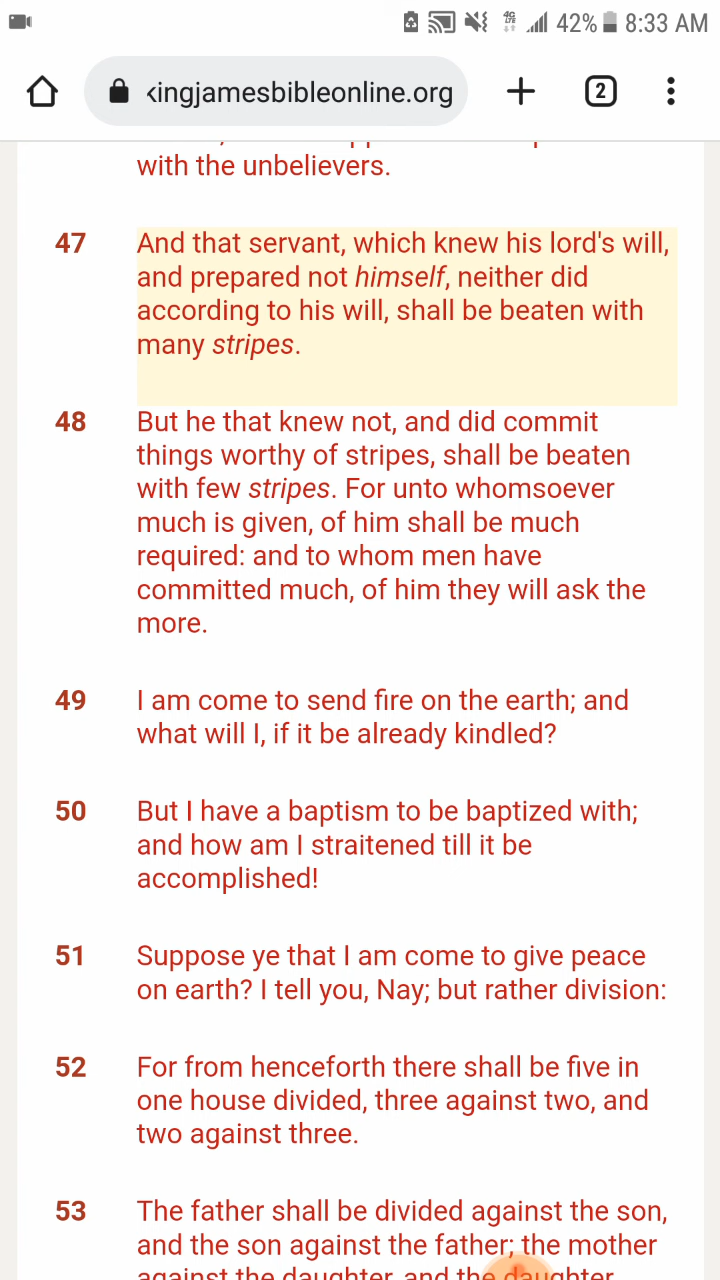 42% 8:33 AM
kingjamesbibleonline.org
2
with the unbelievers.
47 And that servant, which knew his lord's will,
and prepared not himself, neither did
according to his will, shall be beaten with
many stripes.
48 But he that knew not, and did commit
things worthy of stripes, shall be beaten
with few stripes. For unto whomsoever
much is given, of him shall be much
required: and to whom men have
committed much, of him they will ask the
more.
49 I am come to send fire on the earth; and
what will I, if it be already kindled?
50 But I have a baptism to be baptized with;
and how am I straitened till it be
accomplished!
51 Suppose ye that I am come to give peace
on earth? I tell you, Nay; but rather division:
52 For from henceforth there shall be five in
one house divided, three against two, and
two against three.
53 The father shall be divided against the son,
and the son against the father; the mother
against the daughter, and the daughter